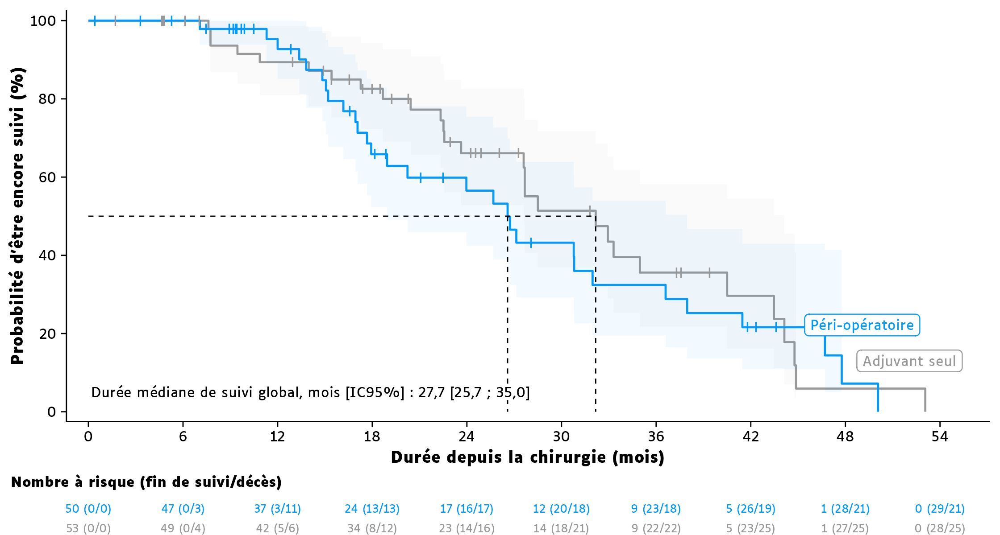 Probabilité d'être encore suivi (%)
100
80
60
40
20
0
Péri-opératoire
Adjuvant seul
Durée médiane de suivi global, mois [IC95%] : 27,7 [25,7 ; 35,0]
0 6 12 18 24 30 36 42 48 54
Durée depuis la chirurgie (mois)
Nombre à risque (fin de suivi/décès)
50 (0/0) 47 (0/3) 37 (3/11) 24 (13/13) 17 (16/17) 12 (20/18) 9 (23/18) 5 (26/19) 1 (28/21) 0 (29/21)
53 (0/0) 49 (0/4) 42 (5/6) 34 (8/12) 23 (14/16) 14 (18/21) 9 (22/22) 5 (23/25) 1 (27/25) 0 (28/25)